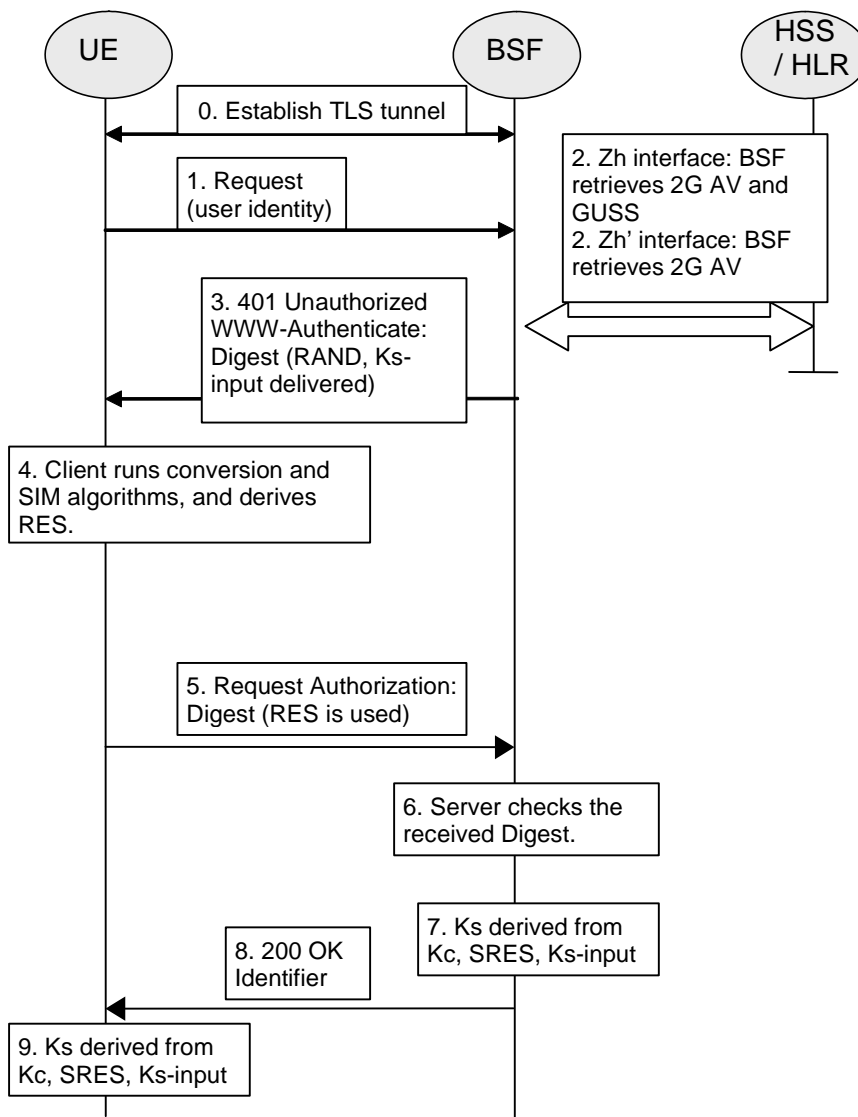 UE
BSF
HSS
/ HLR
0. Establish TLS tunnel
1. Request
(user identity)
2. Zh interface: BSF
retrieves 2G AV and
GUSS
2. Zh’ interface: BSF
retrieves 2G AV
3. 401 Unauthorized
WWW-Authenticate:
Digest (RAND, Ks-
input delivered)
4. Client runs conversion and
SIM algorithms, and derives
RES.
5. Request Authorization:
Digest (RES is used)
6. Server checks the
received Digest.
7. Ks derived from
Kc, SRES, Ks-input
8. 200 OK
Identifier
9. Ks derived from
Kc, SRES, Ks-input